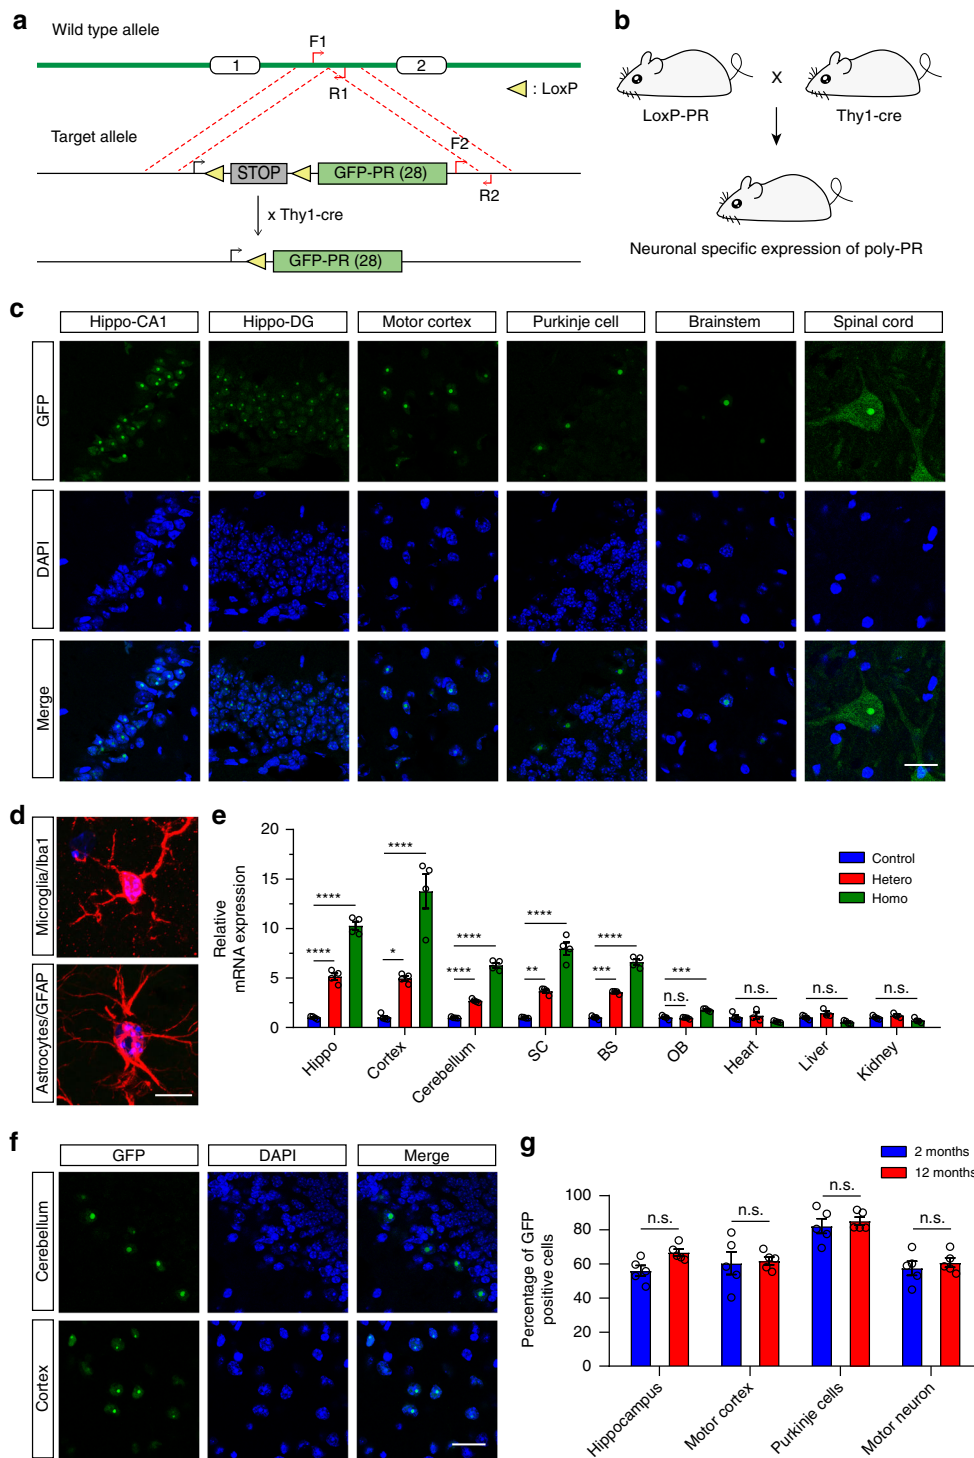 a
Wild type allele
F1
1
2
R1
: LoxP
Target allele
F2
STOP
GFP-PR (28)
R2
x Thy1-cre
GFP-PR (28)
b
X
LoxP-PR
Thy1-cre
Neuronal specific expression of poly-PR
c
Hippo-CA1
Hippo-DG
Motor cortex
Purkinje cell
Brainstem
Spinal cord
GFP
DAPI
Merge
d
Microglia/Iba1
Astrocytes/GFAP
e
Relative
mRNA expression
20
15
10
5
0
Control
Hetero
Homo
**** ****
* ****
**** ****
** ****
*** ****
n.s. ***
n.s.
n.s.
n.s.
Hippo
Cortex
Cerebellum
SC
BS
OB
Heart
Liver
Kidney
f
GFP
DAPI
Merge
Cerebellum
Cortex
g
2 months
12 months
Percentage of GFP
positive cells
100
80
60
40
20
0
n.s.
n.s.
n.s.
n.s.
Hippocampus
Motor cortex
Purkinje cells
Motor neuron